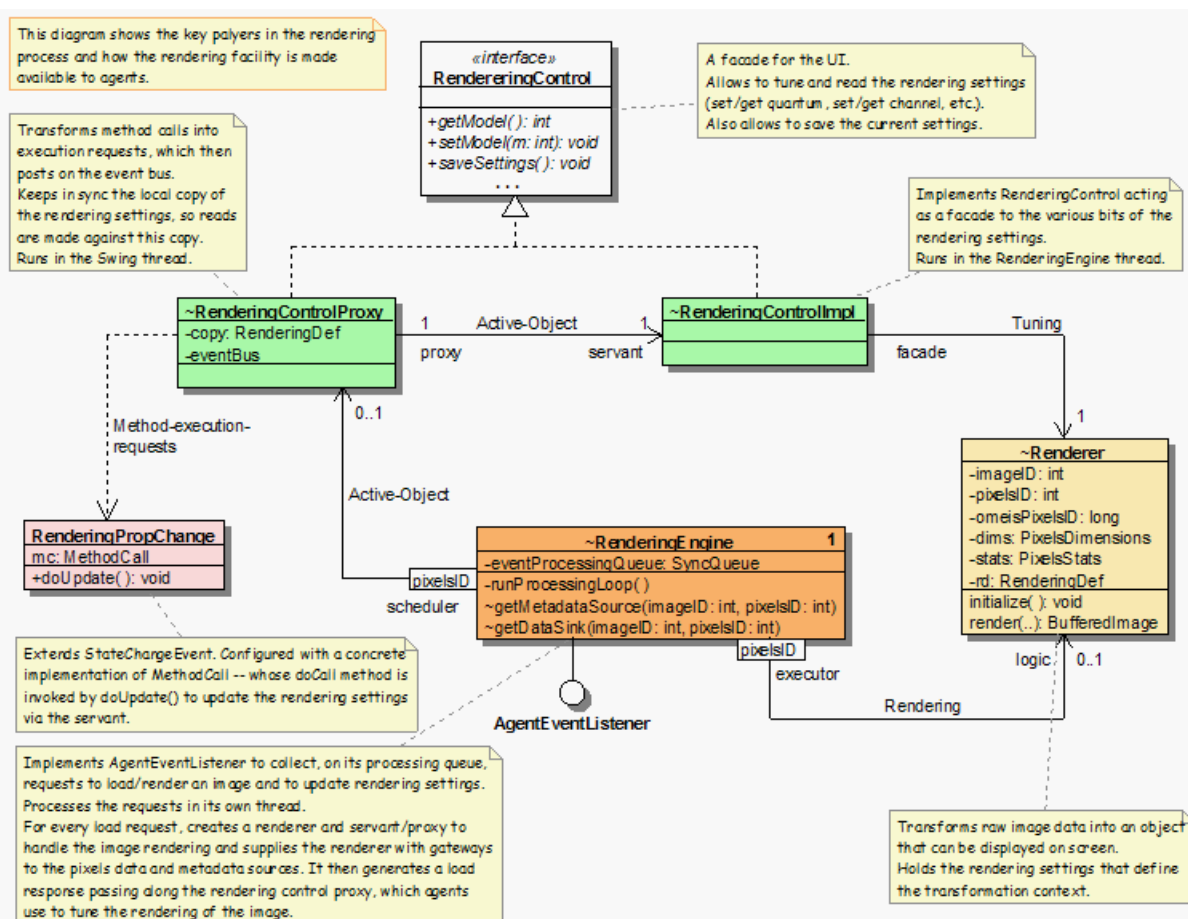 This diagram shows the key palyers in the rendering
process and how the rendering facility is made
available to agents.
«interface»
RendereringControl
+getModel( ): int
+setModel(m: int): void
+saveSettings( ): void
...
A facade for the UI.
Allows to tune and read the rendering settings
(set/get quantum, set/get channel, etc.).
Also allows to save the current settings.
Transforms method calls into
execution requests, which then
posts on the event bus.
Keeps in sync the local copy of
the rendering settings, so reads
are made against this copy.
Runs in the Swing thread.
Implements RenderingControl acting
as a facade to the various bits of the
rendering settings.
Runs in the RenderingEngine thread.
~RenderingControlProxy
-copy: RenderingDef
-eventBus
1 Active-Object 1
proxy servant
~RenderingControlImpl
Tuning
facade
1
0..1
Method-execution-
requests
Active-Object
RenderingPropChange
mc: MethodCall
+doUpdate( ): void
pixelsID
scheduler
~RenderingEngine 1
-eventProcessingQueue: SyncQueue
-runProcessingLoop( )
~getMetadataSource(imageID: int, pixelsID: int)
~getDataSink(imageID: int, pixelsID: int)
pixelsID
executor
~Renderer
-imageID: int
-pixelsID: int
-omeisPixelsID: long
-dims: PixelsDimensions
-stats: PixelsStats
-rd: RenderingDef
initialize( ): void
render(..): BufferedImage
logic 0..1
Rendering
AgentEventListener
Extends StateChangeEvent. Configured with a concrete
implementation of MethodCall -- whose doCall method is
invoked by doUpdate() to update the rendering settings
via the servant.
Implements AgentEventListener to collect, on its processing queue,
requests to load/render an image and to update rendering settings.
Processes the requests in its own thread.
For every load request, creates a renderer and servant/proxy to
handle the image rendering and supplies the renderer with gateways
to the pixels data and metadata sources. It then generates a load
response passing along the rendering control proxy, which agents
use to ture the rendering of the image.
Transforms raw image data into an object
that can be displayed on screen.
Holds the rendering settings that define
the transformation context.